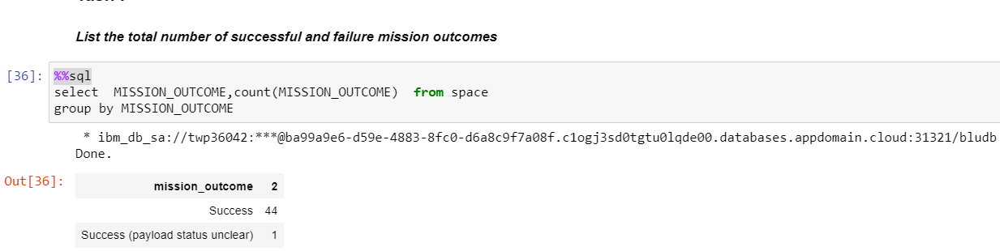 List the total number of successful and failure mission outcomes
[36]: %%sql
select  MISSION_OUTCOME,count(MISSION_OUTCOME)  from space
group by MISSION_OUTCOME
* ibm_db_sa://twp36042:***@ba99a9e6-d59e-4883-8fc0-d6a8c9f7a08f.c1ogj3sd0tgtu0lqde00.databases.appdomain.cloud:31321/bludb
Done.
Out[36]:
mission_outcome 2
Success 44
Success (payload status unclear) 1